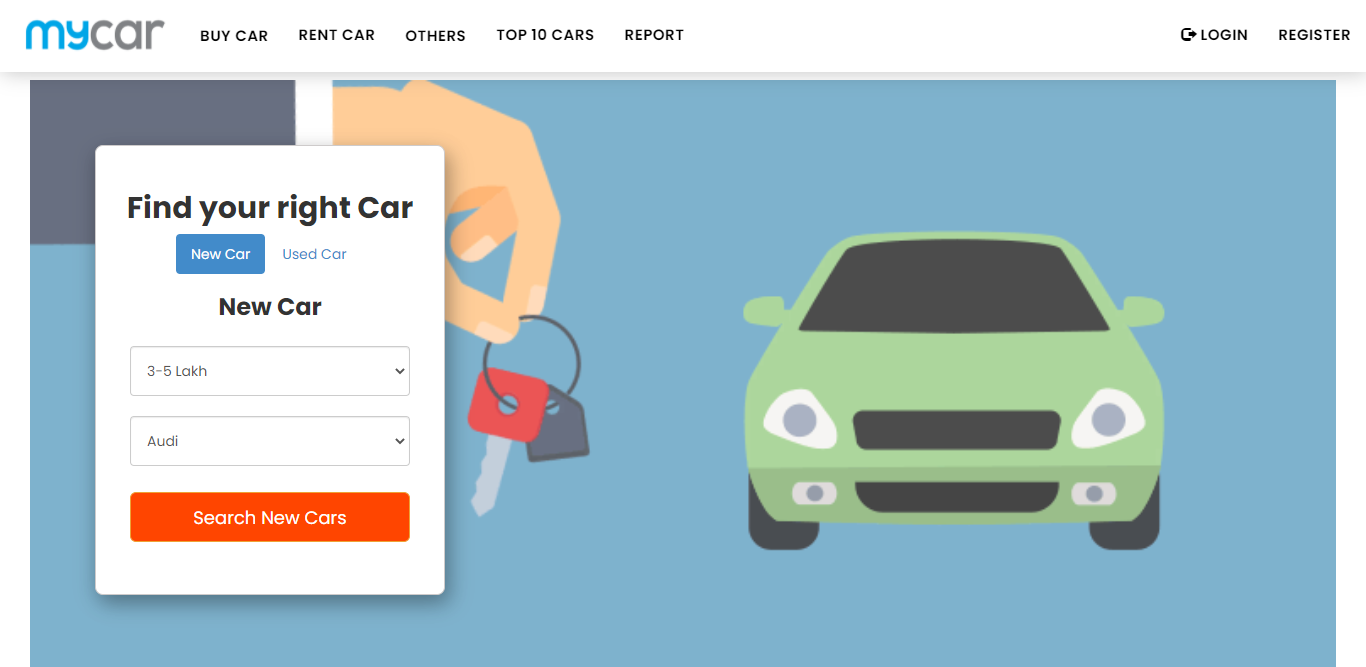 mycar BUY CAR RENT CAR OTHERS TOP 10 CARS REPORT LOGIN REGISTER
Find your right Car
New Car Used Car
New Car
3-5 Lakh
Audi
Search New Cars